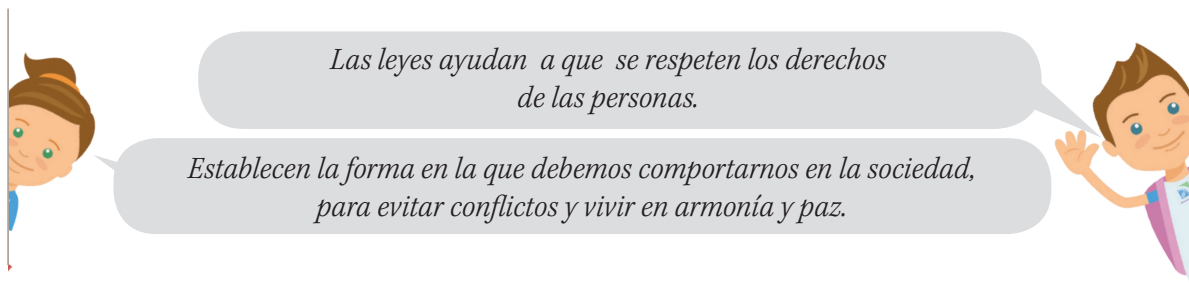 Las leyes ayudan a que se respeten los derechos
de las personas.
Establecen la forma en la que debemos comportarnos en la sociedad,
para evitar conflictos y vivir en armonía y paz.